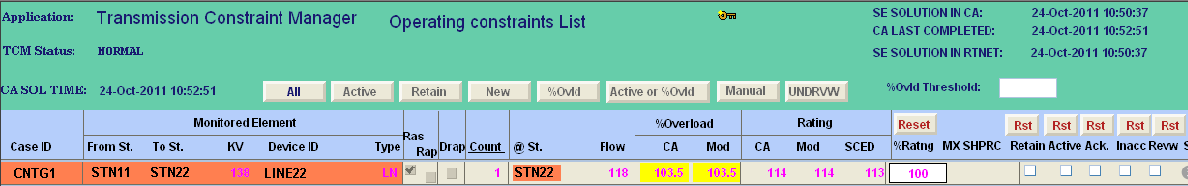 Application: Transmission Constraint Manager Operating constraints List SE SOLUTION IN CA: 24-Oct-2011 10:50:37
CA LAST COMPLETED: 24-Oct-2011 10:52:51
TCM Status: NORMAL SE SOLUTION IN RTNET: 24-Oct-2011 10:50:37
CA SOL TIME: 24-Oct-2011 10:52:51 All Active Retain New %Ovld Active or %Ovld Manual UNDRVW %Ovld Threshold:
Monitored Element %Overload Rating Reset Rst Rst Rst Rst Rst
Case ID From St. To St. KV Device ID Type Ras Rap Drap Count @ St. Flow CA Mod CA Mod SCED %Ratng MX SHPRC Retain Active Ack. Inacc Revw S
CNTG1 STN11 STN22 138 LINE22 LN 1 STN22 118 103.5 103.5 114 114 113 100